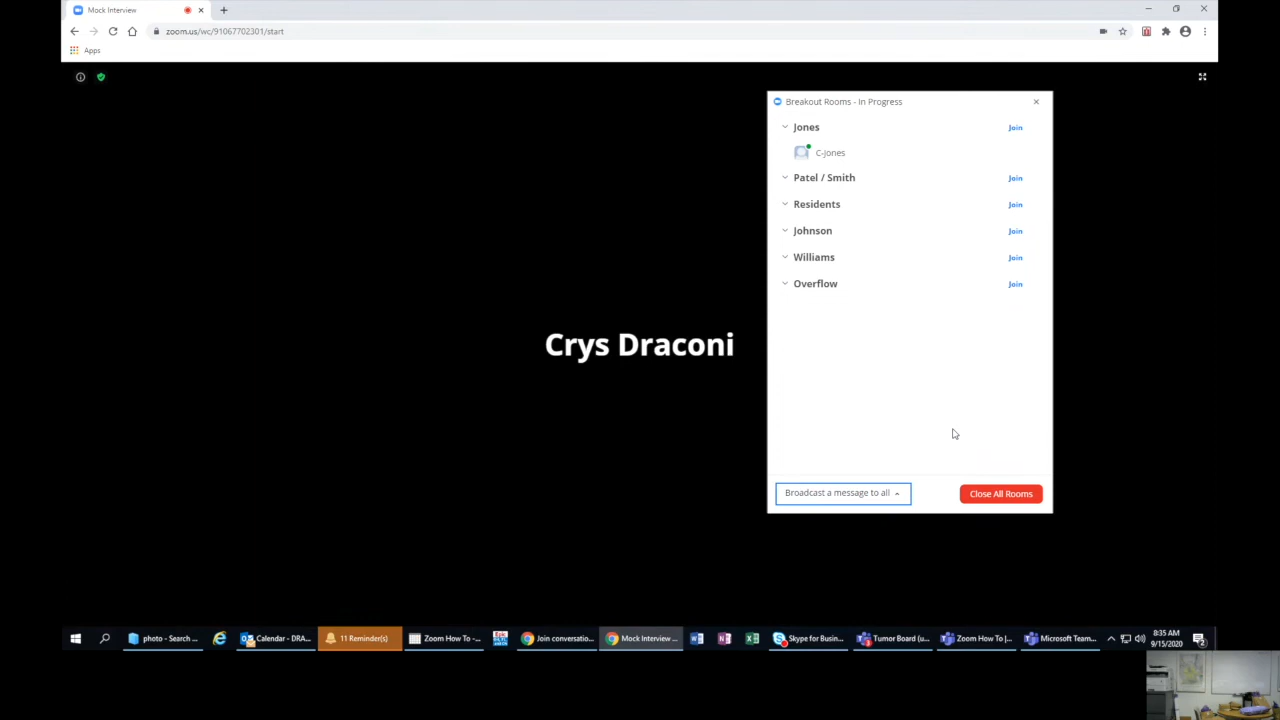 Mock Interview
zoom.us/wc/91067702301/start
Apps
Breakout Rooms - In Progress
Jones
Join
C-Jones
Patel / Smith
Join
Residents
Join
Johnson
Join
Williams
Join
Overflow
Join
Crys Draconi
Broadcast a message to all
Close All Rooms
photo - Search ...
Calendar - DRA...
11 Reminder(s)
Zoom How To -...
Join conversatio...
Mock Interview ...
Skype for Busin...
Tumor Board (u...
Zoom How To |...
Microsoft Team...
8:35 AM
9/15/2020